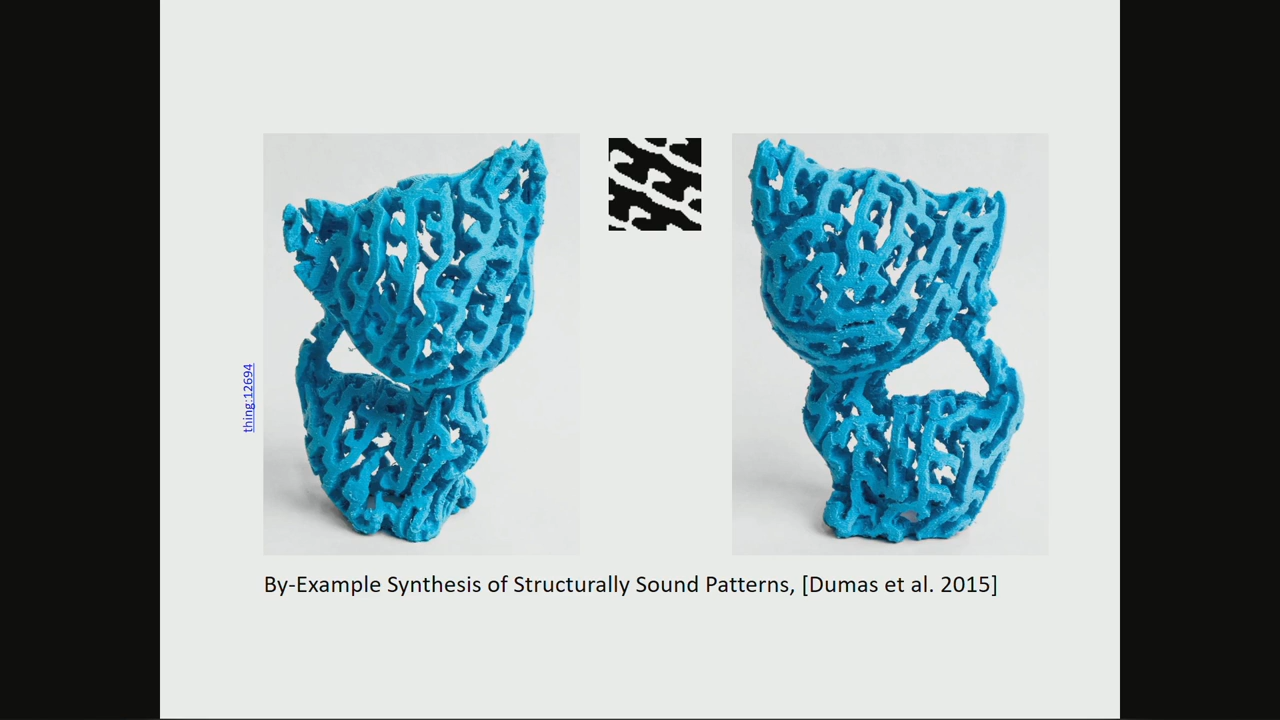 thing:12694
By-Example Synthesis of Structurally Sound Patterns, [Dumas et al. 2015]